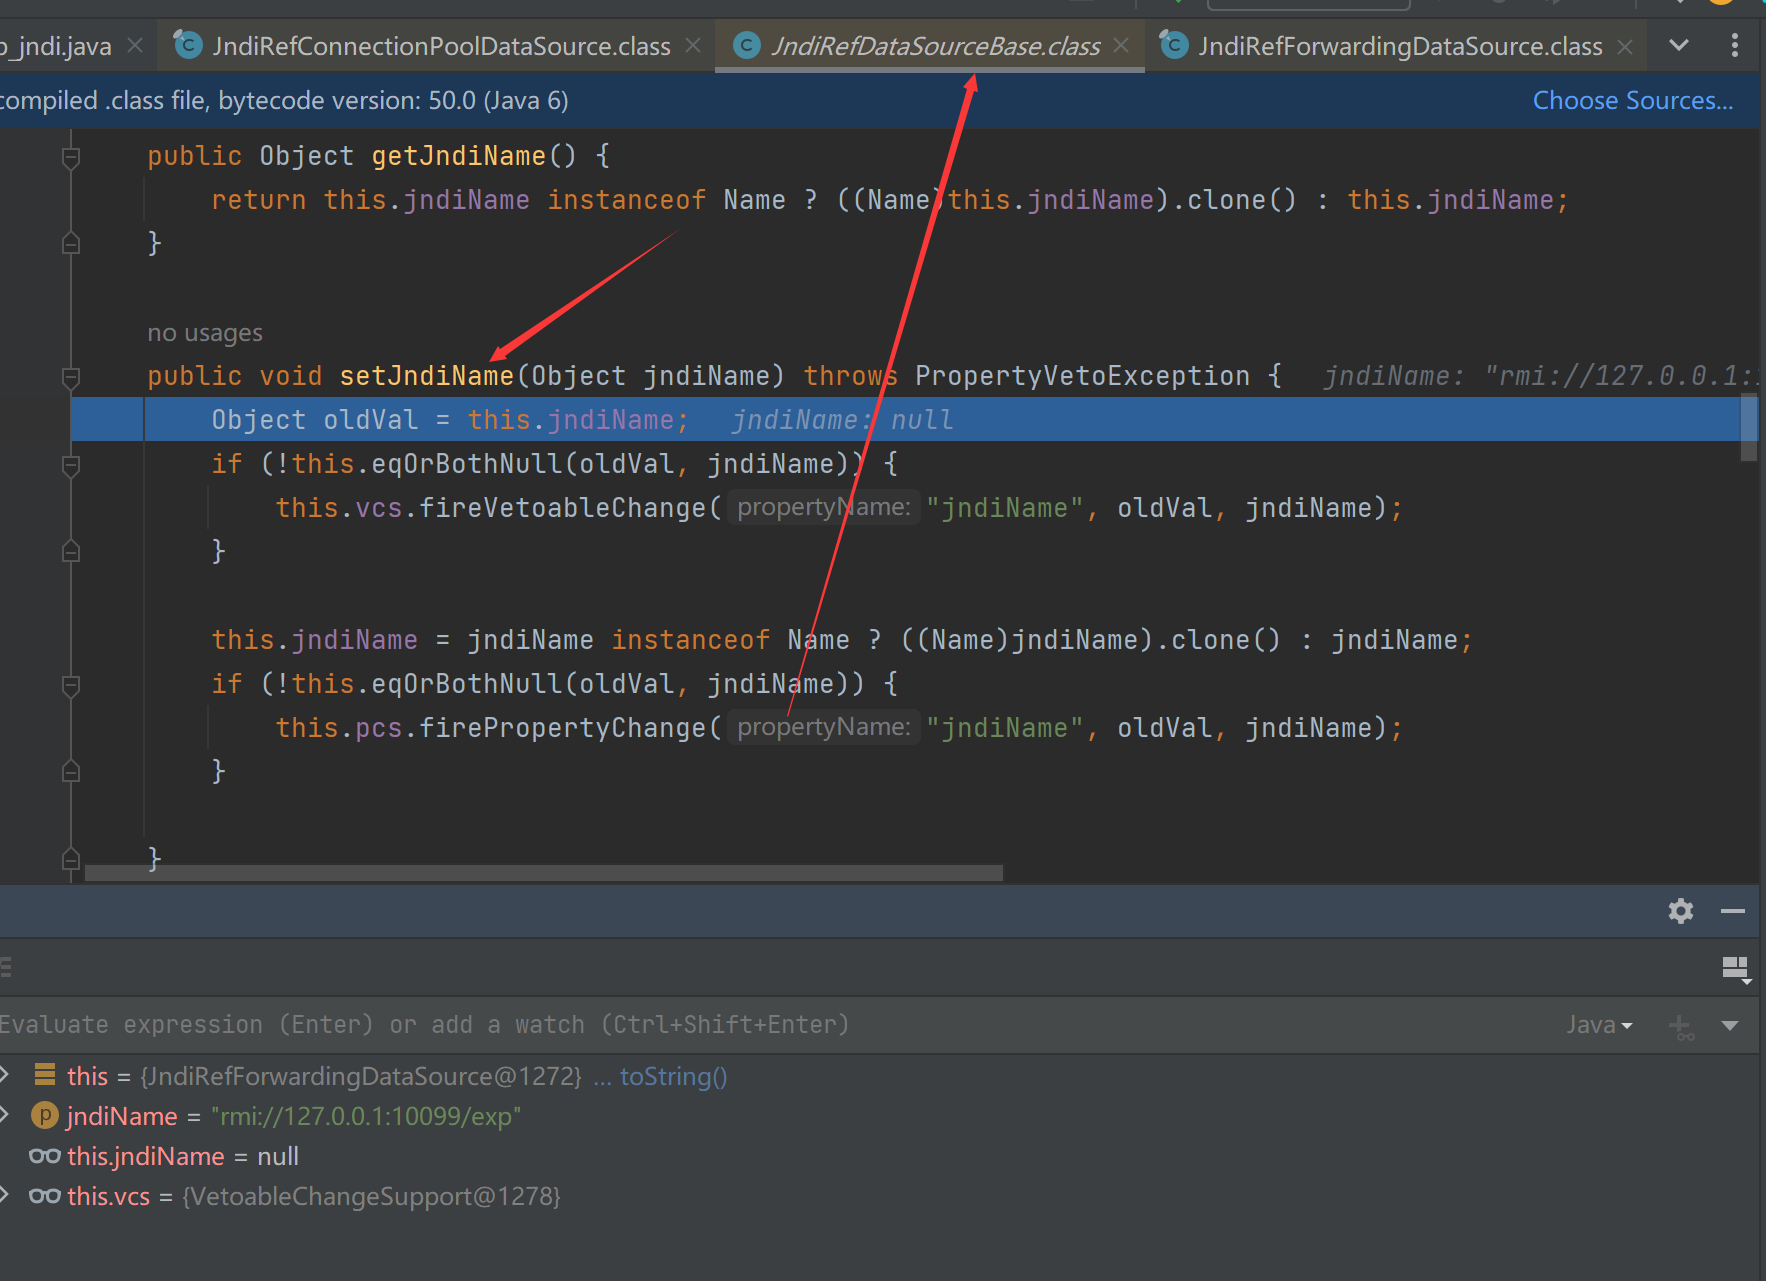 _jndi.java
JndiRefConnectionPoolDataSource.class
JndiRefDataSourceBase.class
JndiRefForwardingDataSource.class
compiled .class file, bytecode version: 50.0 (Java 6)
Choose Sources...
public Object getJndiName() {
return this.jndiName instanceof Name ? ((Name)this.jndiName).clone() : this.jndiName;
}
no usages
public void setJndiName(Object jndiName) throws PropertyVetoException { jndiName: "rmi://127.0.0.1:
Object oldVal = this.jndiName; jndiName: null
if (!this.eqOrBothNull(oldVal, jndiName)) {
this.vcs.fireVetoableChange( propertyName: "jndiName", oldVal, jndiName);
}
this.jndiName = jndiName instanceof Name ? ((Name)jndiName).clone() : jndiName;
if (!this.eqOrBothNull(oldVal, jndiName)) {
this.pcs.firePropertyChange( propertyName: "jndiName", oldVal, jndiName);
}
}
Evaluate expression (Enter) or add a watch (Ctrl+Shift+Enter)
Java
this = {JndiRefForwardingDataSource@1272} ... toString()
p jndiName = "rmi://127.0.0.1:10099/exp"
this.jndiName = null
this.vcs = {VetoableChangeSupport@1278}